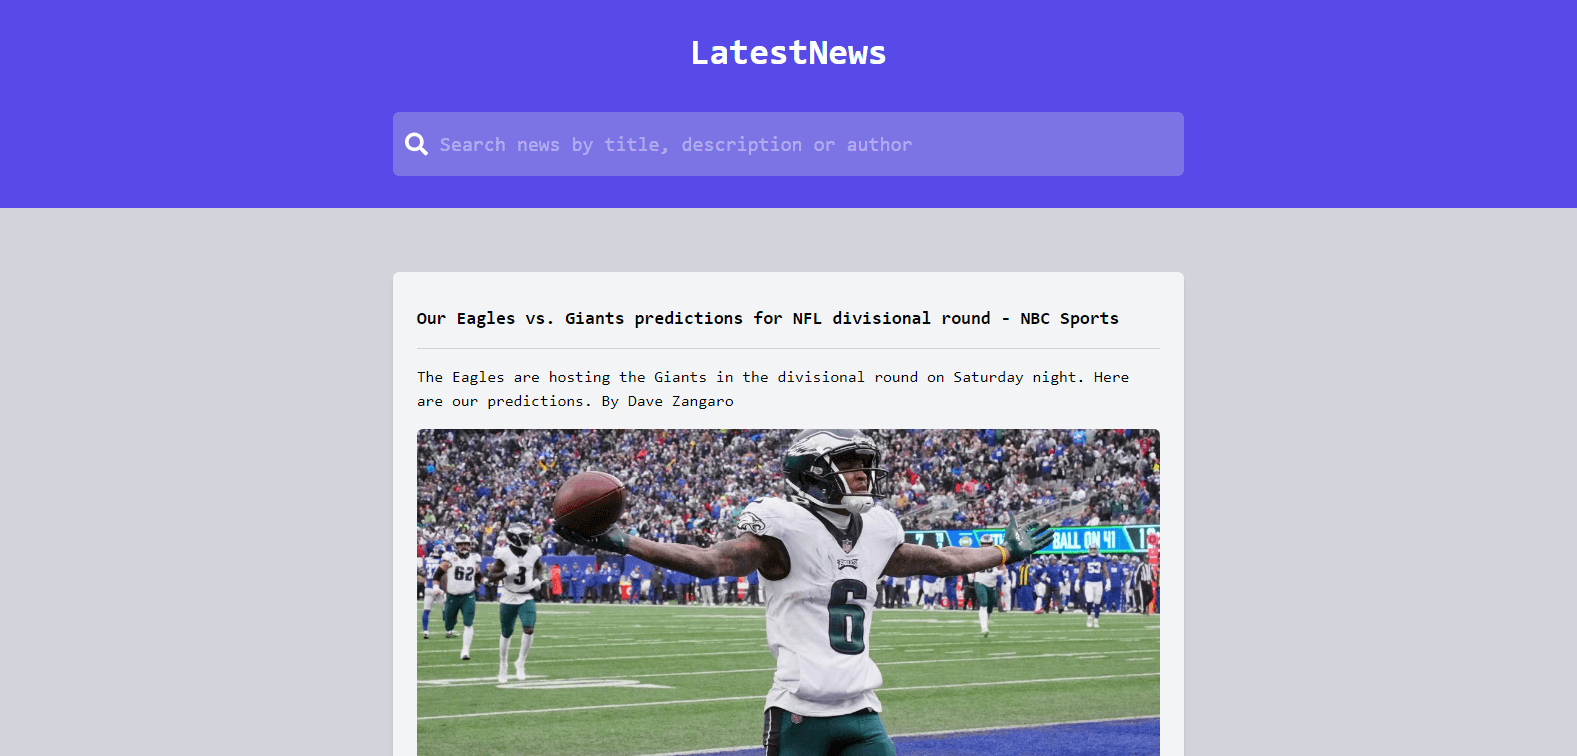 LatestNews
Search news by title, description or author
Our Eagles vs. Giants predictions for NFL divisional round - NBC Sports
The Eagles are hosting the Giants in the divisional round on Saturday night. Here
are our predictions. By Dave Zangaro
BALL ON 41
62
3
6
53